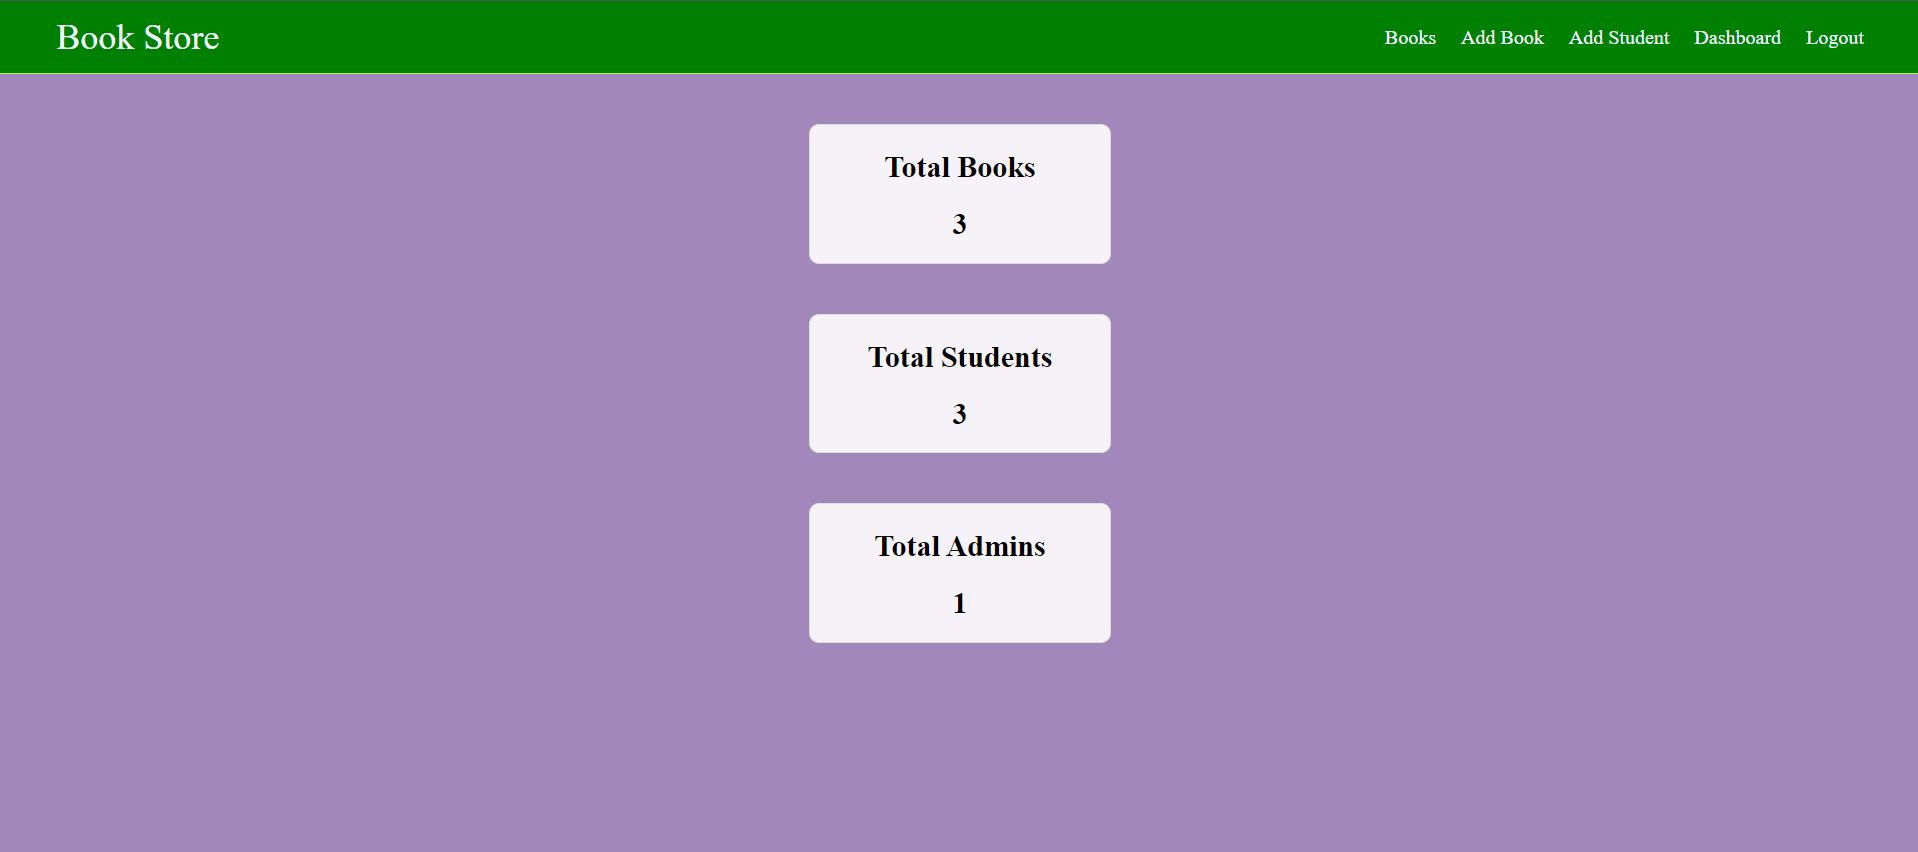 Book Store
Books Add Book Add Student Dashboard Logout
Total Books
3
Total Students
3
Total Admins
1